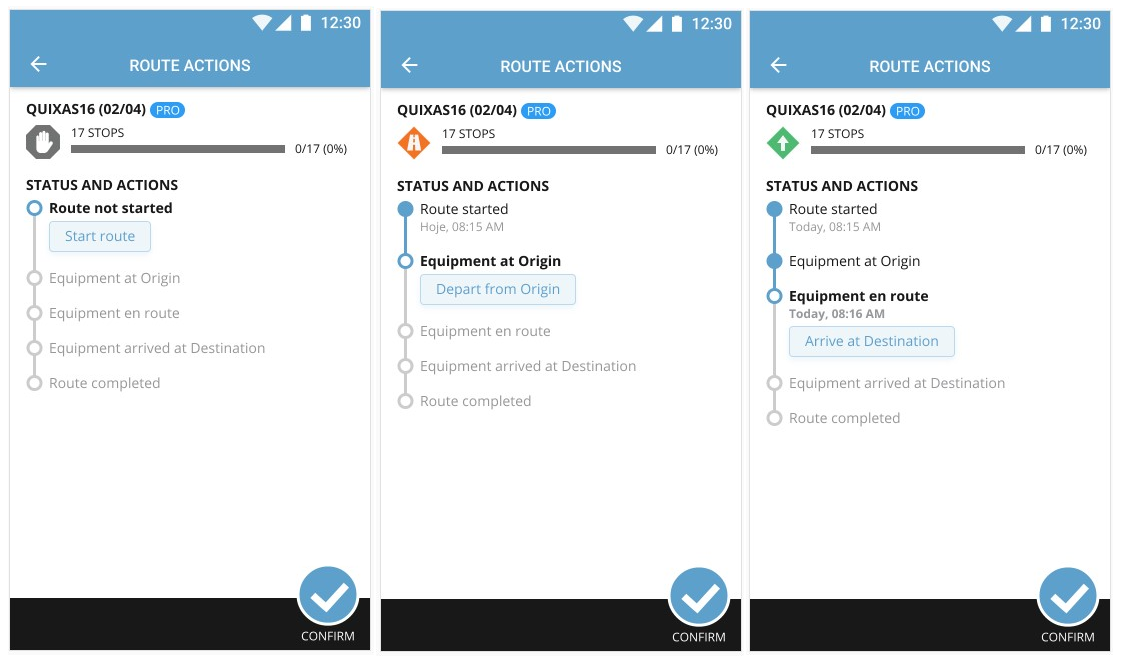 12:30
ROUTE ACTIONS
QUIXAS16 (02/04) PRO
17 STOPS
0/17 (0%)
STATUS AND ACTIONS
Route not started
Start route
Equipment at Origin
Equipment en route
Equipment arrived at Destination
Route completed
CONFIRM
12:30
ROUTE ACTIONS
QUIXAS16 (02/04) PRO
17 STOPS
0/17 (0%)
STATUS AND ACTIONS
Route started
Hoje, 08:15 AM
Equipment at Origin
Depart from Origin
Equipment en route
Equipment arrived at Destination
Route completed
CONFIRM
12:30
ROUTE ACTIONS
QUIXAS16 (02/04) PRO
17 STOPS
0/17 (0%)
STATUS AND ACTIONS
Route started
Today, 08:15 AM
Equipment at Origin
Equipment en route
Today, 08:16 AM
Arrive at Destination
Equipment arrived at Destination
Route completed
CONFIRM